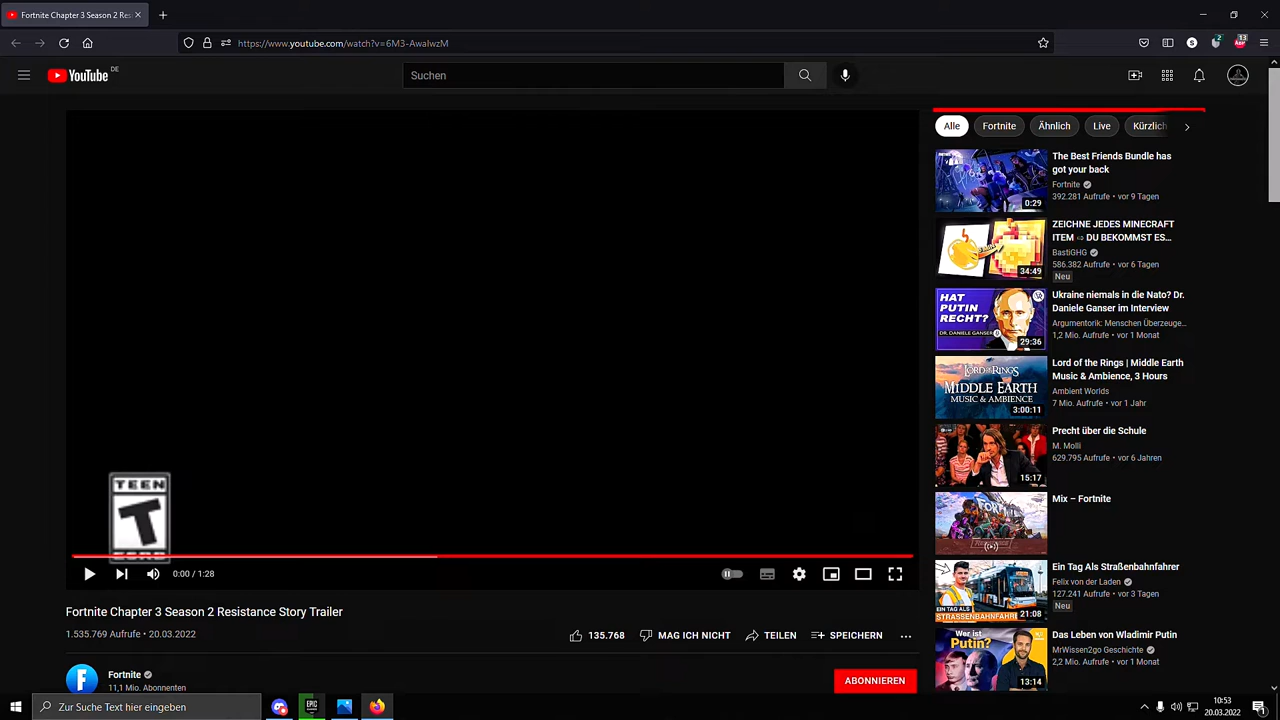 Fortnite Chapter 3 Season 2 Res
https://www.youtube.com/watch?v=6M3-AwaIwzM
2
13
YouTube DE
Suchen
TEEN
T
ESRB
0:00 / 1:28
Fortnite Chapter 3 Season 2 Resistance Story Trailer
1.535.769 Aufrufe • 20.03.2022
135.768 MAG ICH NICHT TEILEN SPEICHERN
Fortnite
11,1 Mio. Abonnenten
ABONNIEREN
Alle Fortnite Ähnlich Live Kürzlich
The Best Friends Bundle has
got your back
Fortnite
392.281 Aufrufe • vor 9 Tagen
0:29
ZEICHNE JEDES MINECRAFT
ITEM ⇨ DU BEKOMMST ES...
BastiGHG
586.382 Aufrufe • vor 6 Tagen
Neu
34:49
HAT
PUTIN
RECHT?
DR. DANIELE GANSER
29:36
Ukraine niemals in die Nato? Dr.
Daniele Ganser im Interview
Argumentorik: Menschen Überzeuge...
1,2 Mio. Aufrufe • vor 1 Monat
LORD OF THE RINGS
MIDDLE EARTH
MUSIC & AMBIENCE
3:00:11
Lord of the Rings | Middle Earth
Music & Ambience, 3 Hours
Ambient Worlds
7 Mio. Aufrufe • vor 1 Jahr
15:17
Precht über die Schule
M. Molli
629.795 Aufrufe • vor 6 Jahren
Mix – Fortnite
EIN TAG ALS
STRASSENBAHNFAHRER
21:08
Ein Tag Als Straßenbahnfahrer
Felix von der Laden
127.241 Aufrufe • vor 3 Tagen
Neu
Wer ist
Putin?
13:14
Das Leben von Wladimir Putin
MrWissen2go Geschichte
2,2 Mio. Aufrufe • vor 1 Monat
Zur Suche Text hier eingeben
EPIC
10:53
20.03.2022
1